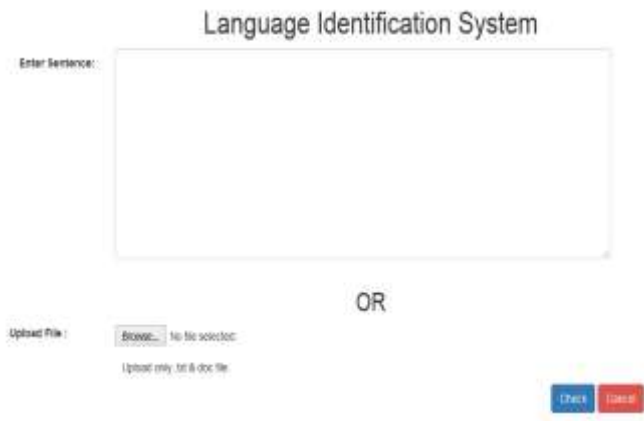 Language Identification System
Enter Sentence:
OR
Upload File :
Browse... No file selected.
Upload only .txt & doc file
Check Cancel